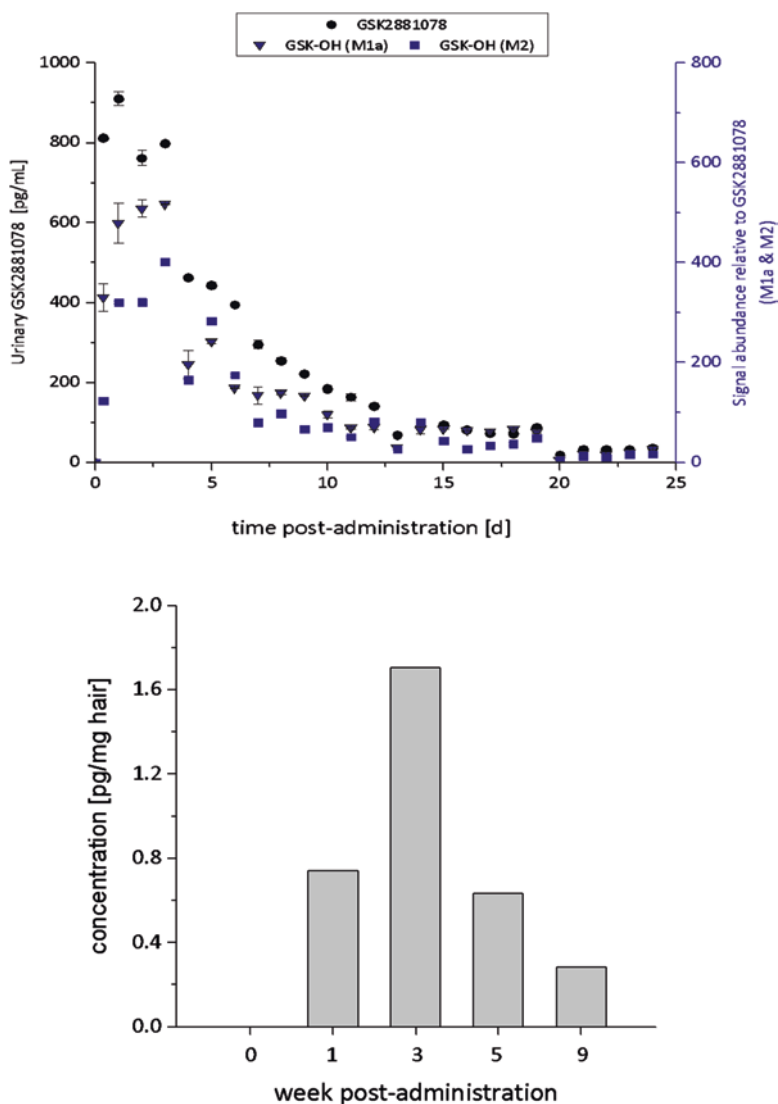 GSK2881078
GSK-OH (M1a) GSK-OH (M2)
1000
800
600
400
200
0
Urinary GSK2881078 [pg/mL]
800
600
400
200
0
Signal abundance relative to GSK2881078
(M1a & M2)
0 5 10 15 20 25
time post-administration [d]
2.0
1.6
1.2
0.8
0.4
0.0
concentration [pg/mg hair]
0 1 3 5 9
week post-administration